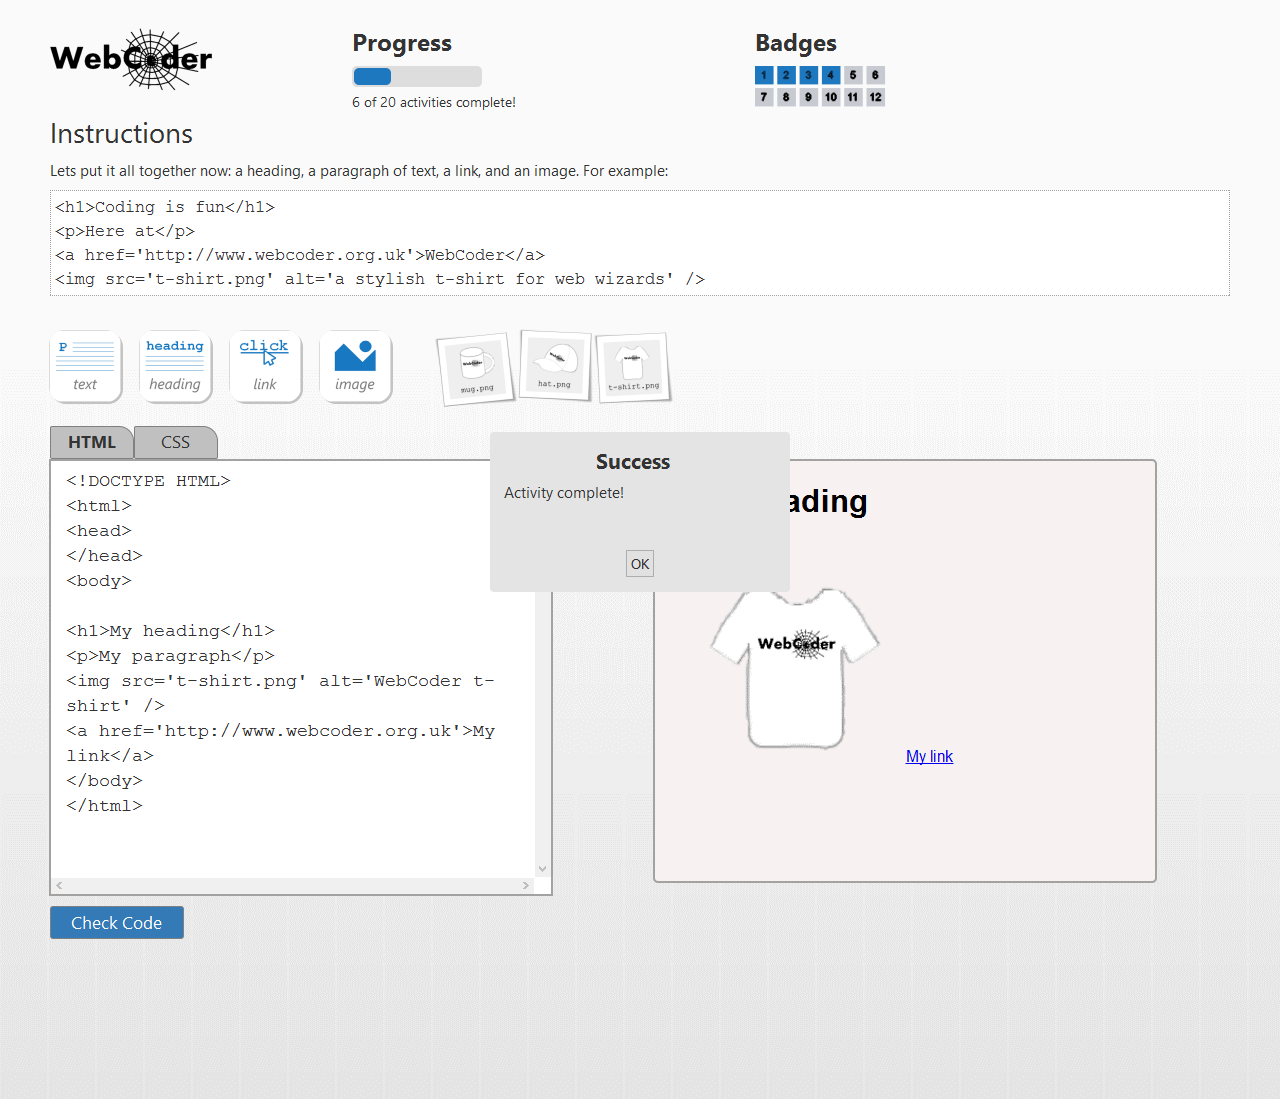 WebCoder
Progress
6 of 20 activities complete!
Badges
1 2 3 4 5 6
7 8 9 10 11 12
Instructions
Lets put it all together now: a heading, a paragraph of text, a link, and an image. For example:
<h1>Coding is fun</h1>
<p>Here at</p>
<a href='http://www.webcoder.org.uk'>WebCoder</a>
<img src='t-shirt.png' alt='a stylish t-shirt for web wizards' />
P
text
heading
heading
click
link
image
WebCoder
mug.png
WebCoder
hat.png
WebCoder
t-shirt.png
HTML
CSS
<!DOCTYPE HTML>
<html>
<head>
</head>
<body>
<h1>My heading</h1>
<p>My paragraph</p>
<img src='t-shirt.png' alt='WebCoder t-
shirt' />
<a href='http://www.webcoder.org.uk'>My
link</a>
</body>
</html>
Success
Activity complete!
OK
ading
WebCoder
My link
Check Code